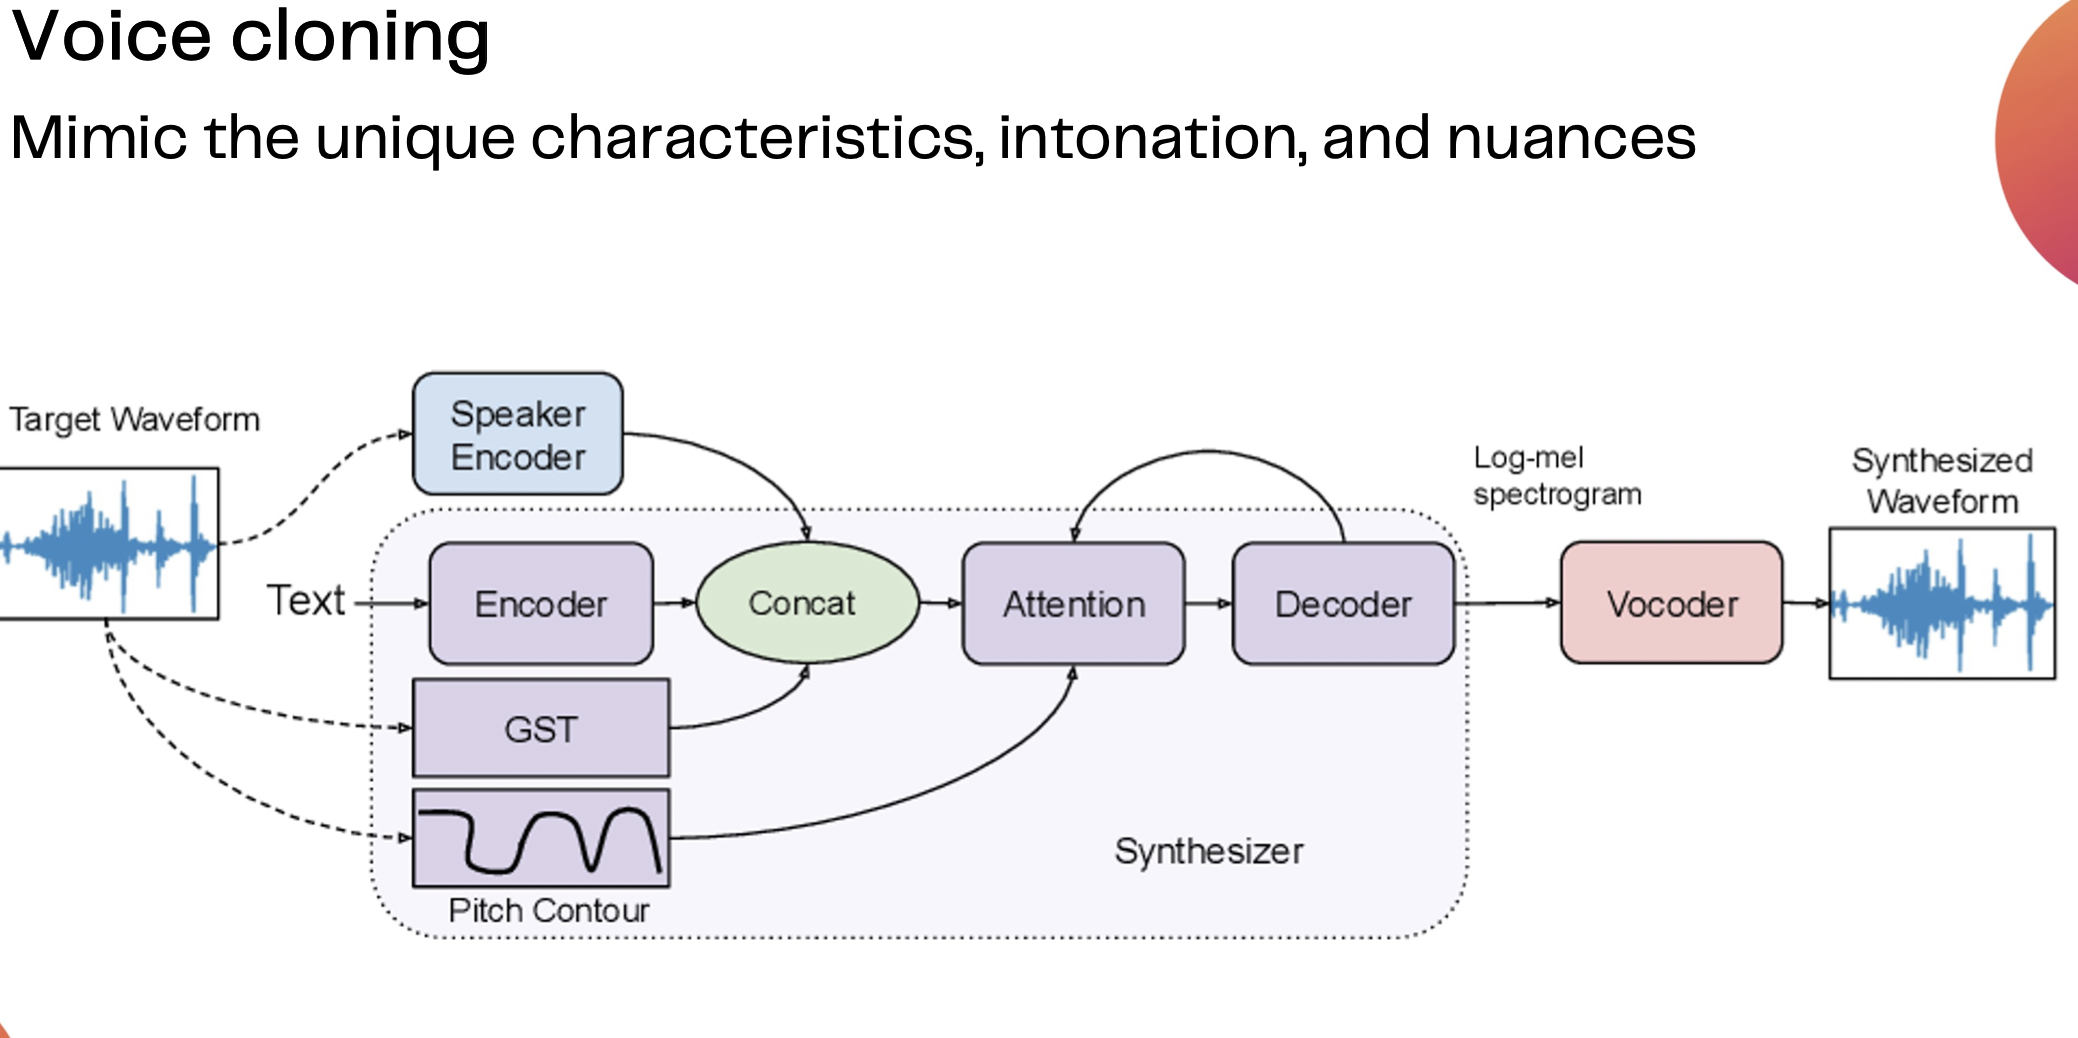 Voice cloning
Mimic the unique characteristics, intonation, and nuances
Target Waveform
Speaker
Encoder
Text
Encoder
Concat
Attention
Decoder
Log-mel
spectrogram
Vocoder
Synthesized
Waveform
GST
Pitch Contour
Synthesizer